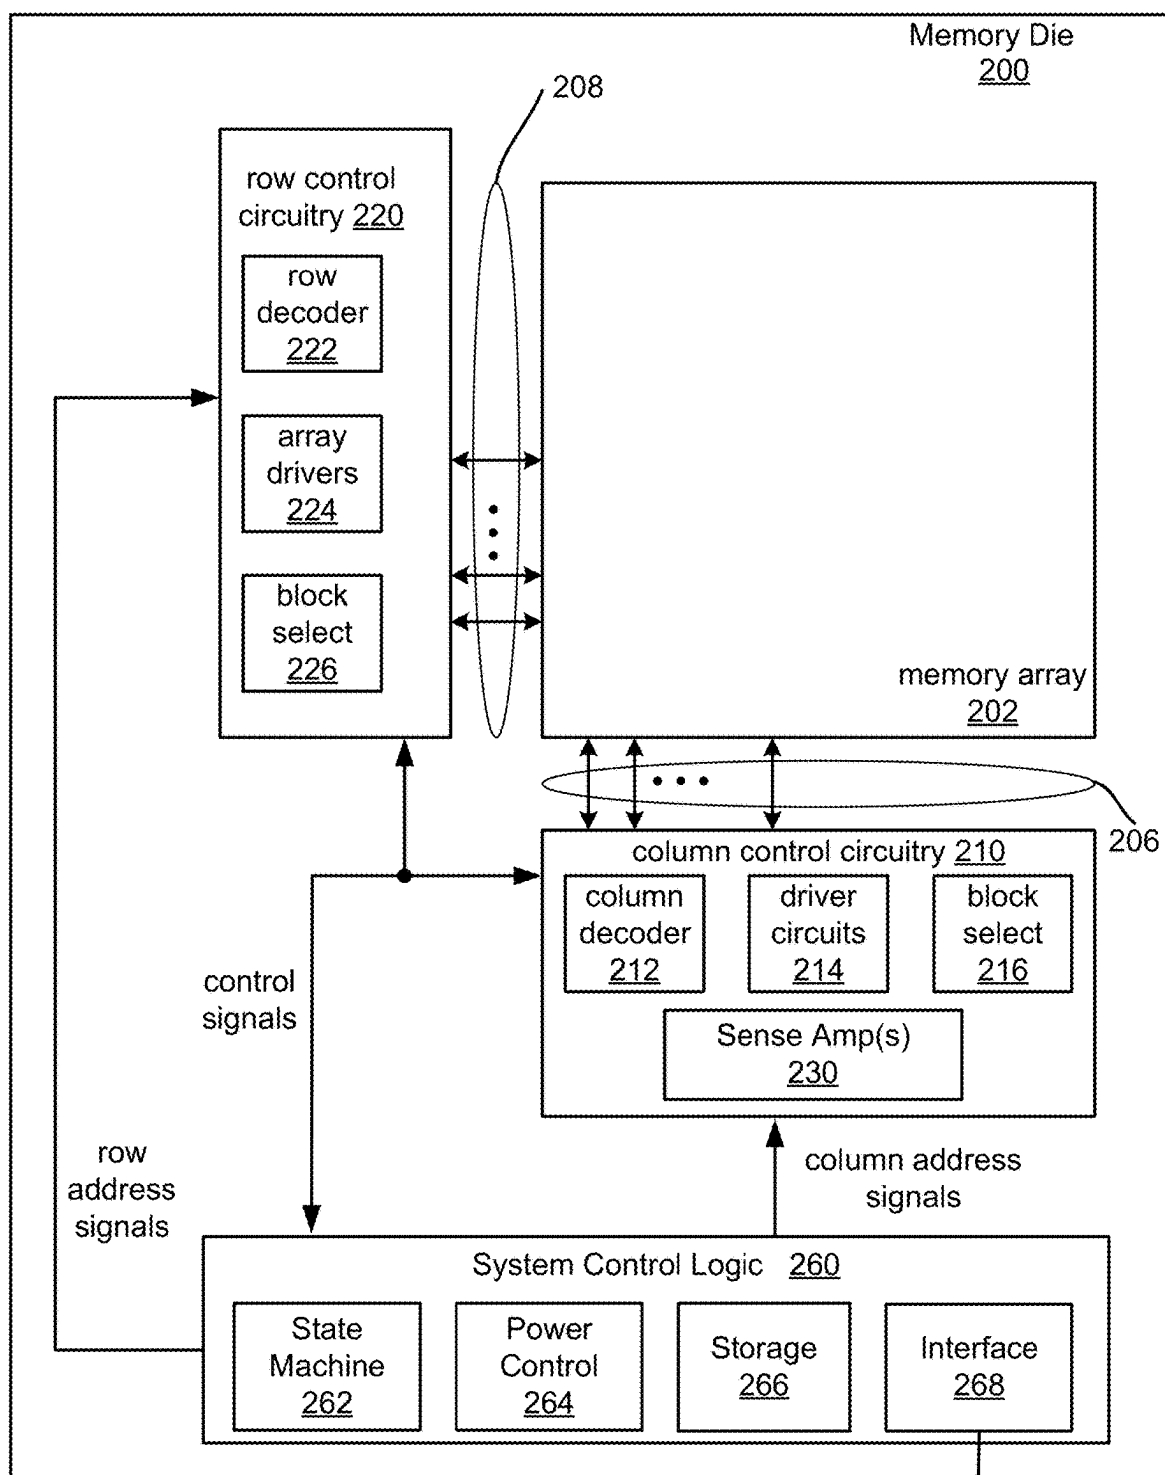 Memory Die
200
208
row control
circuitry 220
row
decoder
222
array
drivers
224
block
select
226
memory array
202
206
column control circuitry 210
column
decoder
212
driver
circuits
214
block
select
216
Sense Amp(s)
230
control
signals
row
address
signals
column address
signals
System Control Logic 260
State
Machine
262
Power
Control
264
Storage
266
Interface
268